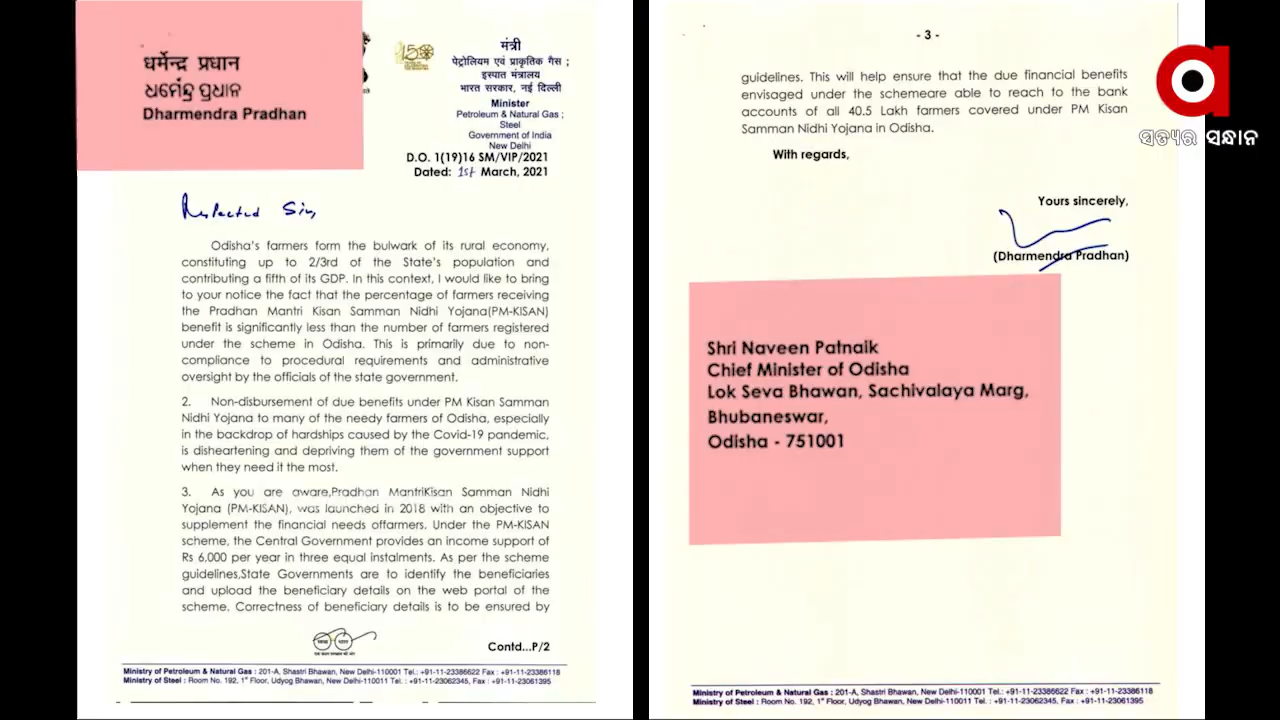 धर्मेन्द्र प्रधान
ଧର୍ମେନ୍ଦ୍ର ପ୍ରଧାନ
Dharmendra Pradhan
मंत्री
पेट्रोलियम एवं प्राकृतिक गैस ;
इस्पात मंत्रालय
भारत सरकार, नई दिल्ली
Minister
Petroleum & Natural Gas ;
Steel
Government of India
New Delhi
D.O. 1(19)16 SM/VIP/2021
Dated: 1st March, 2021
Respected Sir,
Odisha's farmers form the bulwark of its rural economy,
constituting up to 2/3rd of the State's population and
contributing a fifth of its GDP. In this context, I would like to bring
to your notice the fact that the percentage of farmers receiving
the Pradhan Mantri Kisan Samman Nidhi Yojana(PM-KISAN)
benefit is significantly less than the number of farmers registered
under the scheme in Odisha. This is primarily due to non-
compliance to procedural requirements and administrative
oversight by the officials of the state government.
2. Non-disbursement of due benefits under PM Kisan Samman
Nidhi Yojana to many of the needy farmers of Odisha, especially
in the backdrop of hardships caused by the Covid-19 pandemic,
is disheartening and depriving them of the government support
when they need it the most.
3. As you are aware,Pradhan MantriKisan Samman Nidhi
Yojana (PM-KISAN), was launched in 2018 with an objective to
supplement the financial needs offarmers. Under the PM-KISAN
scheme, the Central Government provides an income support of
Rs 6,000 per year in three equal instalments. As per the scheme
guidelines,State Governments are to identify the beneficiaries
and upload the beneficiary details on the web portal of the
scheme. Correctness of beneficiary details is to be ensured by
Contd...P/2
Ministry of Petroleum & Natural Gas : 201-A, Shastri Bhawan, New Delhi-110001 Tel.: +91-11-23386622 Fax : +91-11-23386118
Ministry of Steel : Room No. 192, 1st Floor, Udyog Bhawan, New Delhi-110011 Tel. : +91-11-23062345, Fax : +91-11-23061395
- 3 -
guidelines. This will help ensure that the due financial benefits
envisaged under the schemeare able to reach to the bank
accounts of all 40.5 Lakh farmers covered under PM Kisan
Samman Nidhi Yojana in Odisha.
With regards,
Yours sincerely,
(Dharmendra Pradhan)
Shri Naveen Patnaik
Chief Minister of Odisha
Lok Seva Bhawan, Sachivalaya Marg,
Bhubaneswar,
Odisha - 751001
Ministry of Petroleum & Natural Gas : 201-A, Shastri Bhawan, New Delhi-110001 Tel.: +91-11-23386622 Fax : +91-11-23386118
Ministry of Steel : Room No. 192, 1st Floor, Udyog Bhawan, New Delhi-110011 Tel. : +91-11-23062345, Fax : +91-11-23061395
ସତ୍ୟର ସନ୍ଧାନ